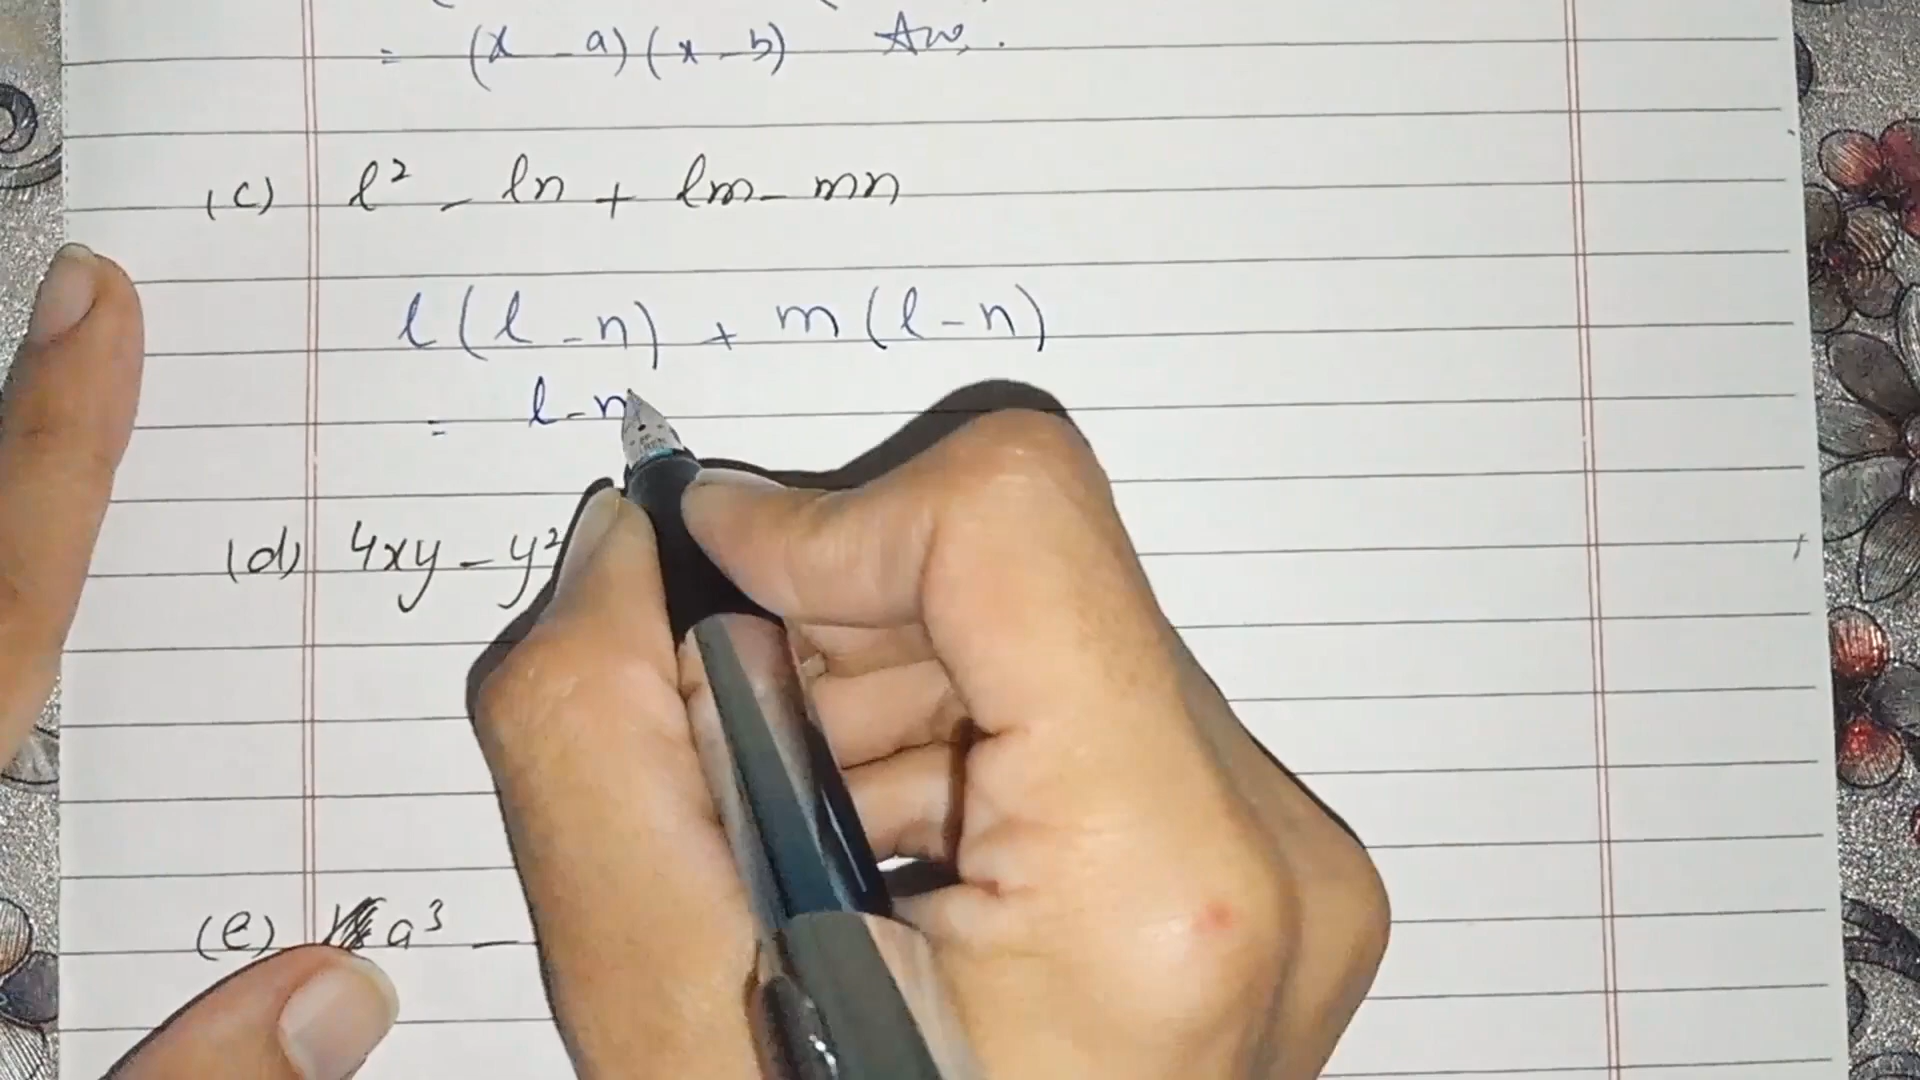 = (x - a) (x - b) Ans.
(c) l² - ln + lm - mn
l (l - n) + m (l - n)
= l - n
(d) 4xy - y²
(e) a³ -